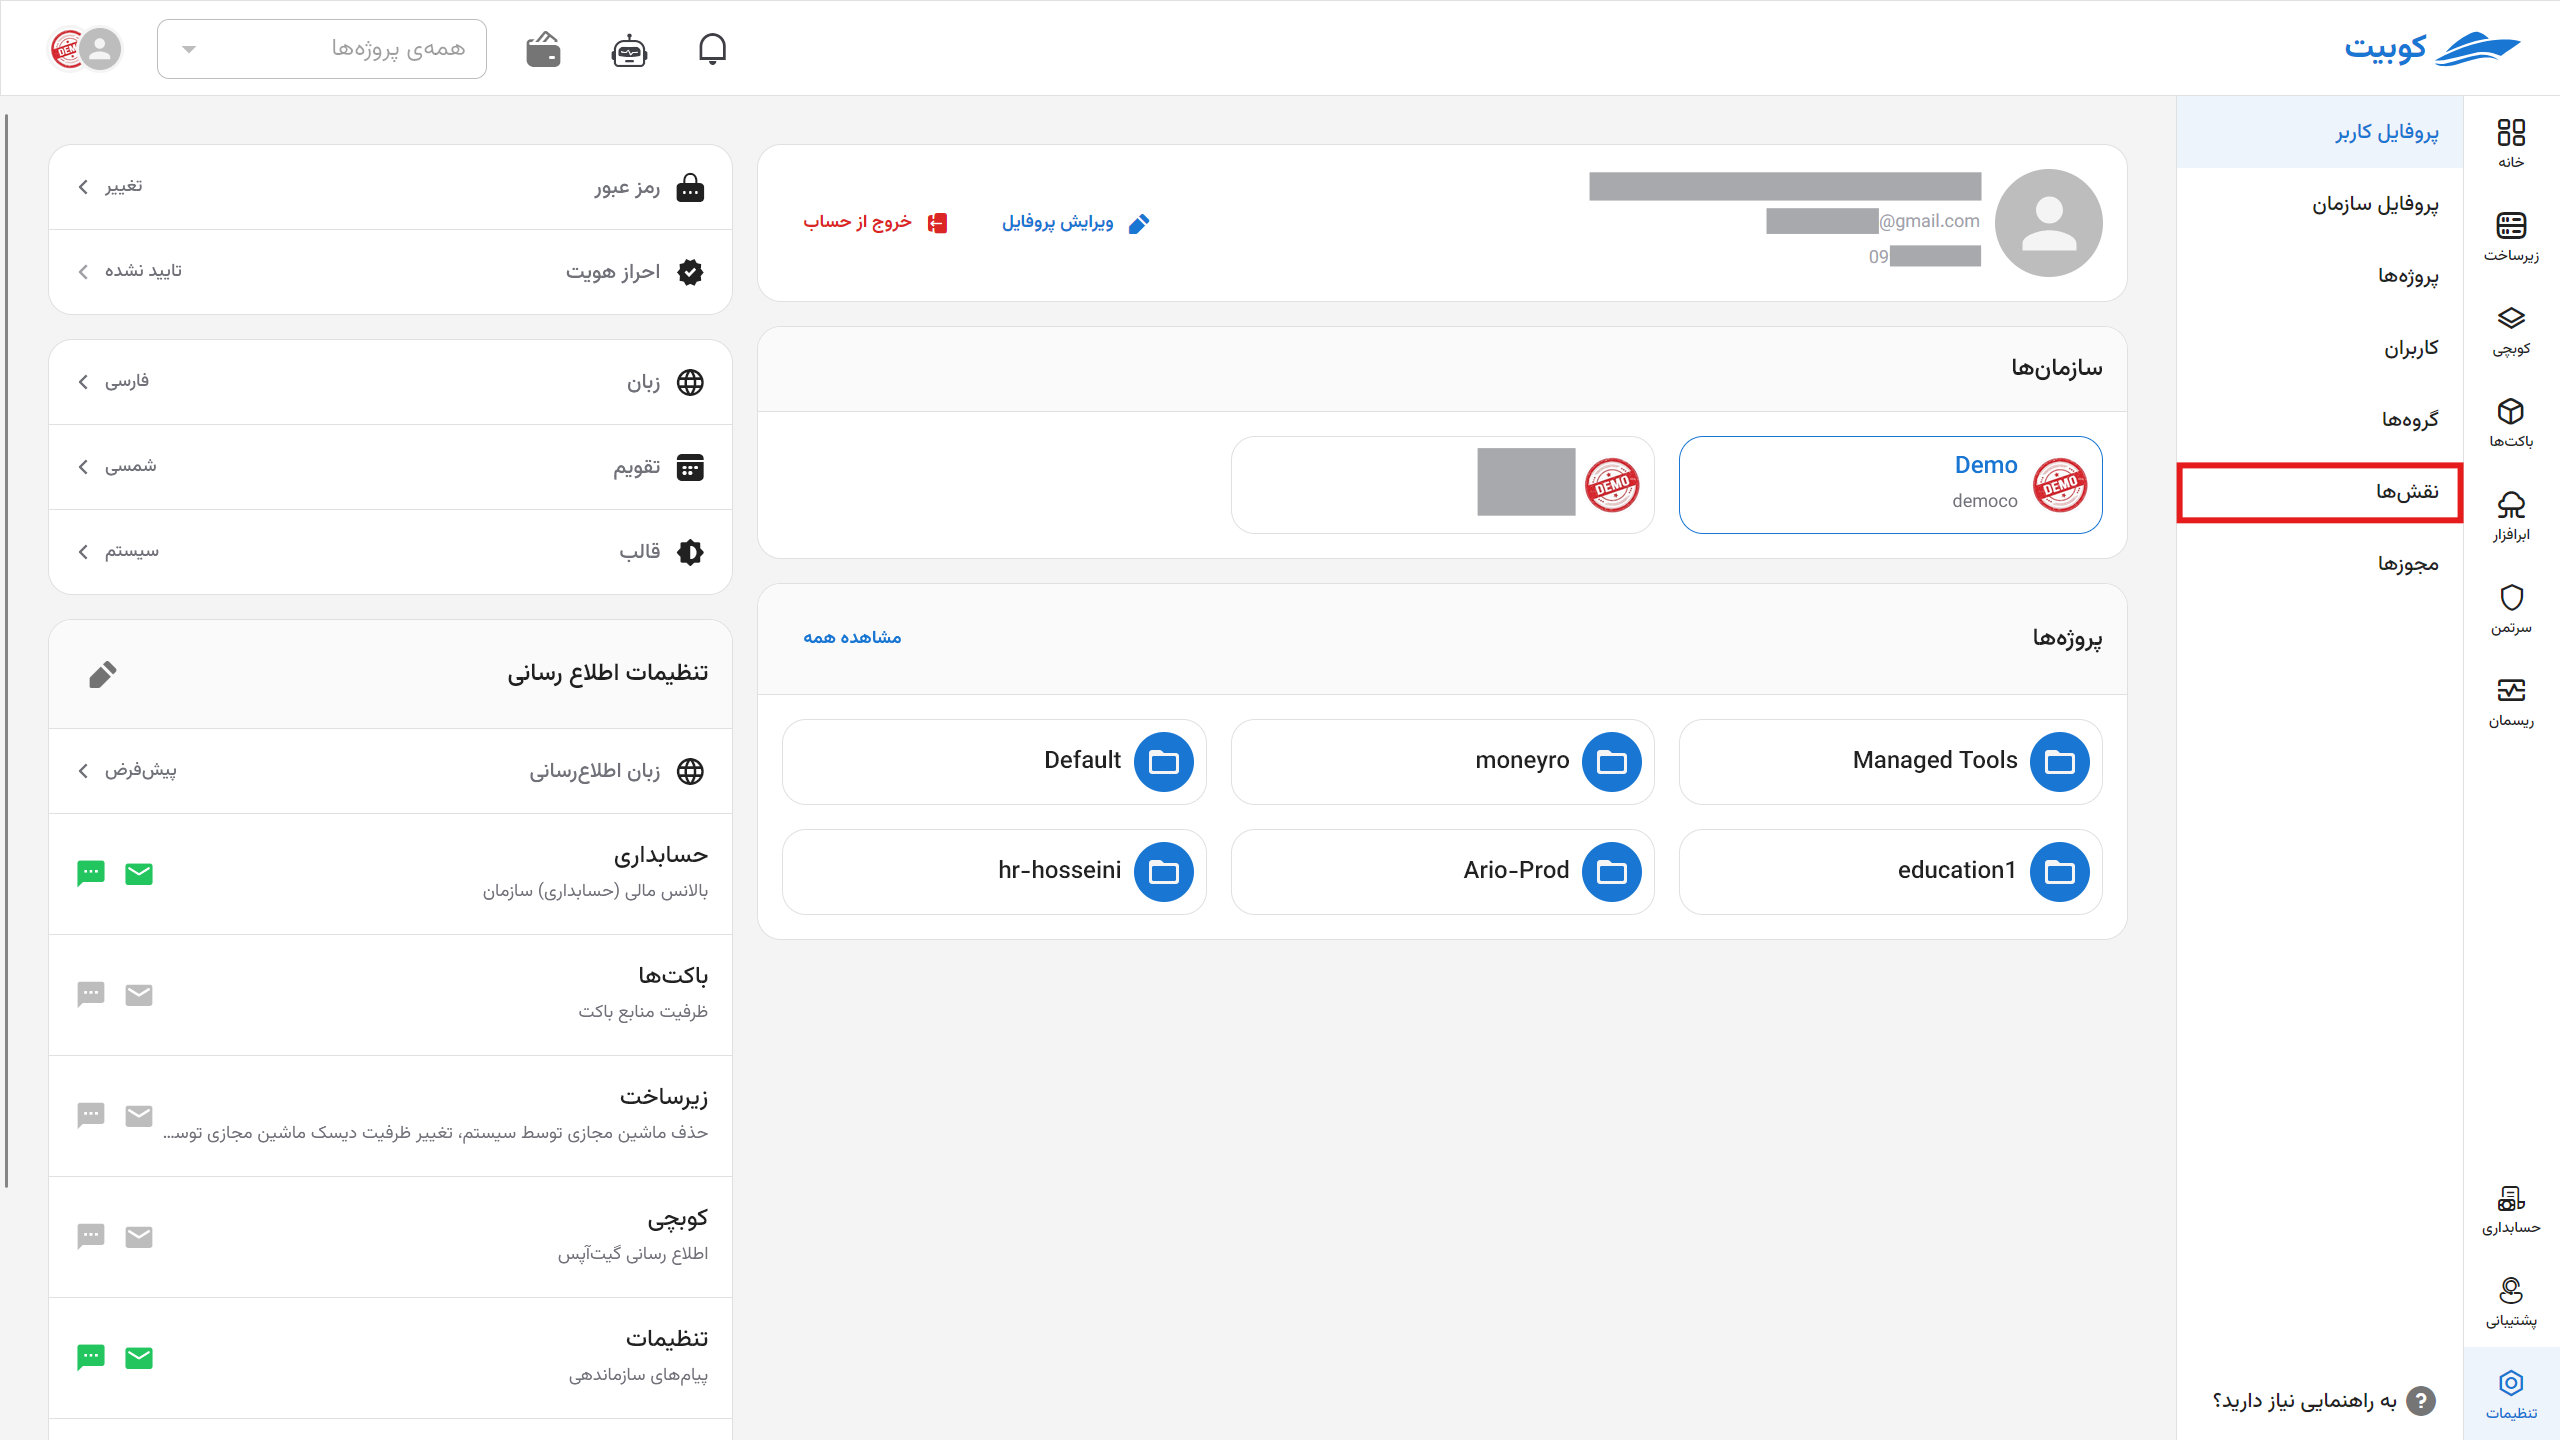 کوبیت
همه‌ی پروژه‌ها
DEMO
خانه
زیرساخت
کوبچی
باکت‌ها
ابرافزار
سرتمن
ریسمان
حسابداری
پشتیبانی
تنظیمات
پروفایل کاربر
پروفایل سازمان
پروژه‌ها
کاربران
گروه‌ها
نقش‌ها
مجوزها
به راهنمایی نیاز دارید؟
@gmail.com
09
ویرایش پروفایل
خروج از حساب
سازمان‌ها
DEMO
Demo
democo
DEMO
پروژه‌ها
مشاهده همه
Managed Tools
moneyro
Default
education1
Ario-Prod
hr-hosseini
رمز عبور
تغییر
احراز هویت
تایید نشده
زبان
فارسی
تقویم
شمسی
قالب
سیستم
تنظیمات اطلاع رسانی
زبان اطلاع‌رسانی
پیش‌فرض
حسابداری
بالانس مالی (حسابداری) سازمان
باکت‌ها
ظرفیت منابع باکت
زیرساخت
حذف ماشین مجازی توسط سیستم، تغییر ظرفیت دیسک ماشین مجازی توس...
کوبچی
اطلاع رسانی گیت‌آپس
تنظیمات
پیام‌های سازماندهی